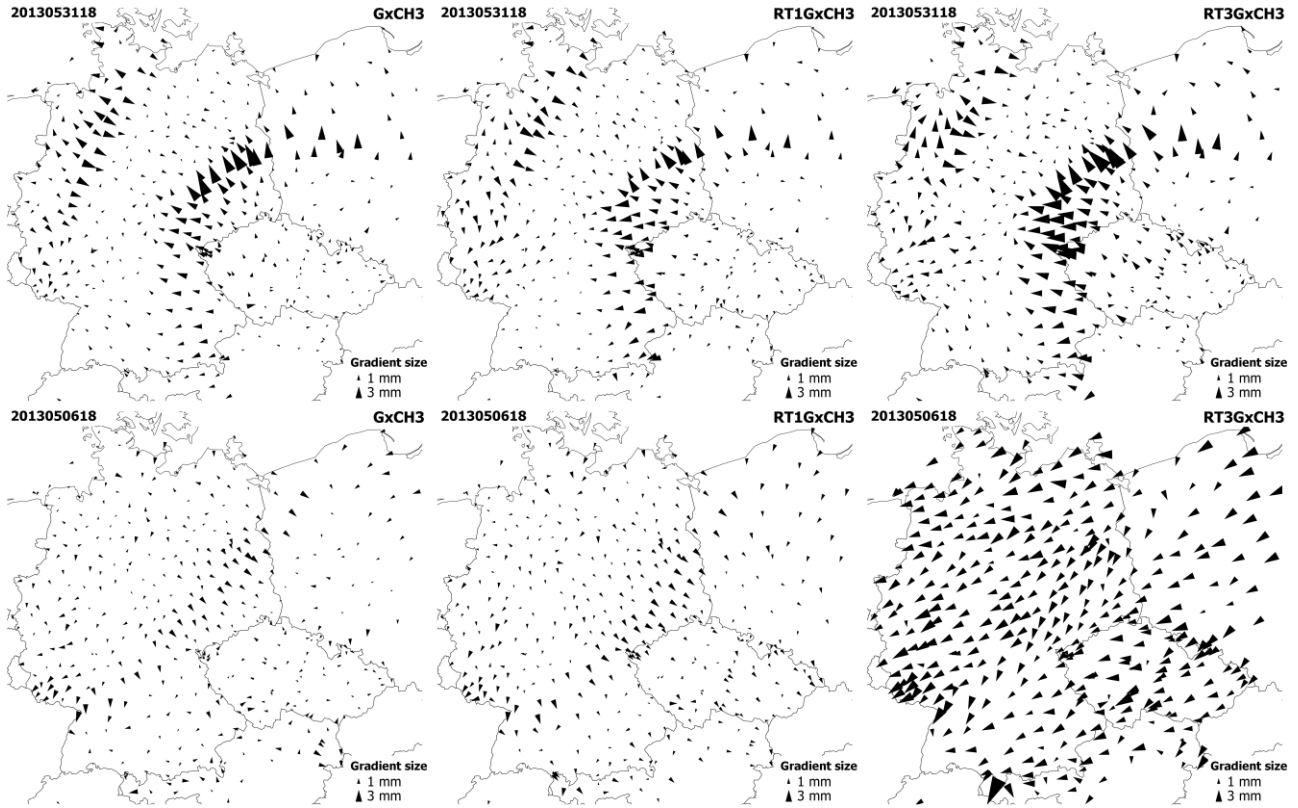 2013053118 GxCH3
RT1GxCH3
2013053118 RT3GxCH3
Gradient size
1 mm
3 mm
Gradient size
1 mm
3 mm
Gradient size
1 mm
3 mm
2013050618 GxCH3
RT1GxCH3
2013050618 RT3GxCH3
Gradient size
1 mm
3 mm
Gradient size
1 mm
3 mm
Gradient size
1 mm
3 mm